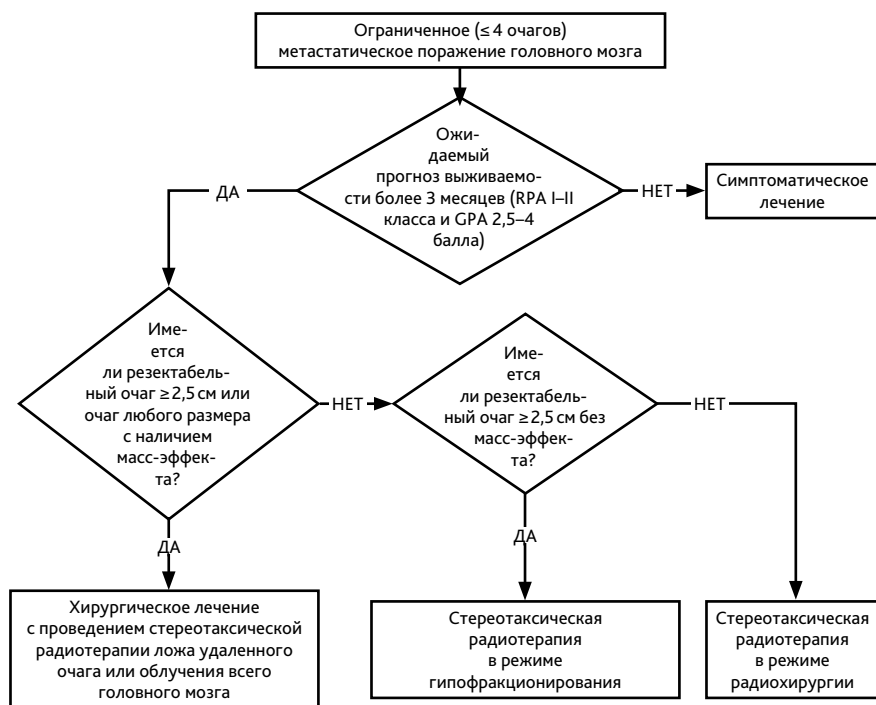 Ограниченное (≤ 4 очагов)
метастатическое поражение головного мозга
Ожи-
даемый
прогноз выживаемо-
сти более 3 месяцев (RPA I–II
класса и GPA 2,5–4
балла)
ДА
НЕТ
Симптоматическое
лечение
Име-
ется
ли резектабель-
ный очаг ≥ 2,5 см или
очаг любого размера
с наличием
масс-эффек-
та?
НЕТ
Име-
ется
ли резектабель-
ный очаг ≥ 2,5 см без
масс-эффек-
та?
НЕТ
ДА
ДА
Хирургическое лечение
с проведением стереотаксической
радиотерапии ложа удаленного
очага или облучения всего
головного мозга
Стереотаксическая
радиотерапия
в режиме
гипофракционирования
Стереотаксическая
радиотерапия
в режиме
радиохирургии